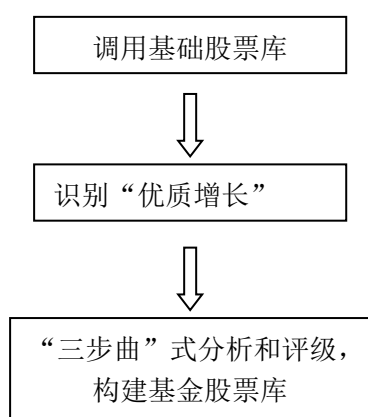 调用基础股票库
识别“优质增长”
“三步曲”式分析和评级，
构建基金股票库